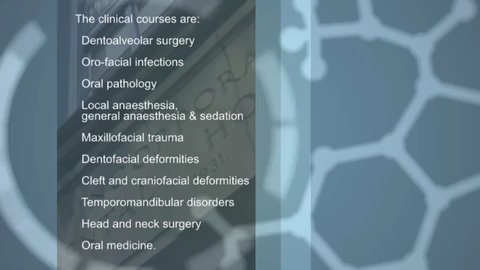 The clinical courses are:
Dentoalveolar surgery
Oro-facial infections
Oral pathology
Local anaesthesia,
general anaesthesia & sedation
Maxillofacial trauma
Dentofacial deformities
Cleft and craniofacial deformities
Temporomandibular disorders
Head and neck surgery
Oral medicine.